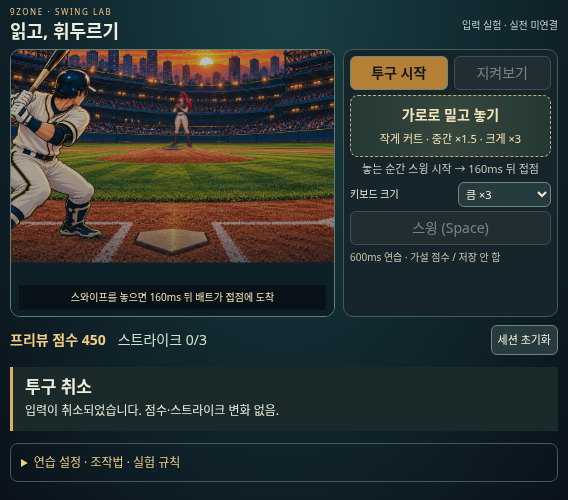 9ZONE · SWING LAB
읽고, 휘두르기
입력 실험 · 실전 미연결
투구 시작
지켜보기
가로로 밀고 놓기
작게 커트 · 중간 ×1.5 · 크게 ×3
놓는 순간 스윙 시작 → 160ms 뒤 접점
키보드 크기
큼 ×3
스윙 (Space)
600ms 연습 · 가설 점수 / 저장 안 함
스와이프를 놓으면 160ms 뒤 배트가 접점에 도착
프리뷰 점수 450
스트라이크 0/3
세션 초기화
투구 취소
입력이 취소되었습니다. 점수·스트라이크 변화 없음.
연습 설정 · 조작법 · 실험 규칙